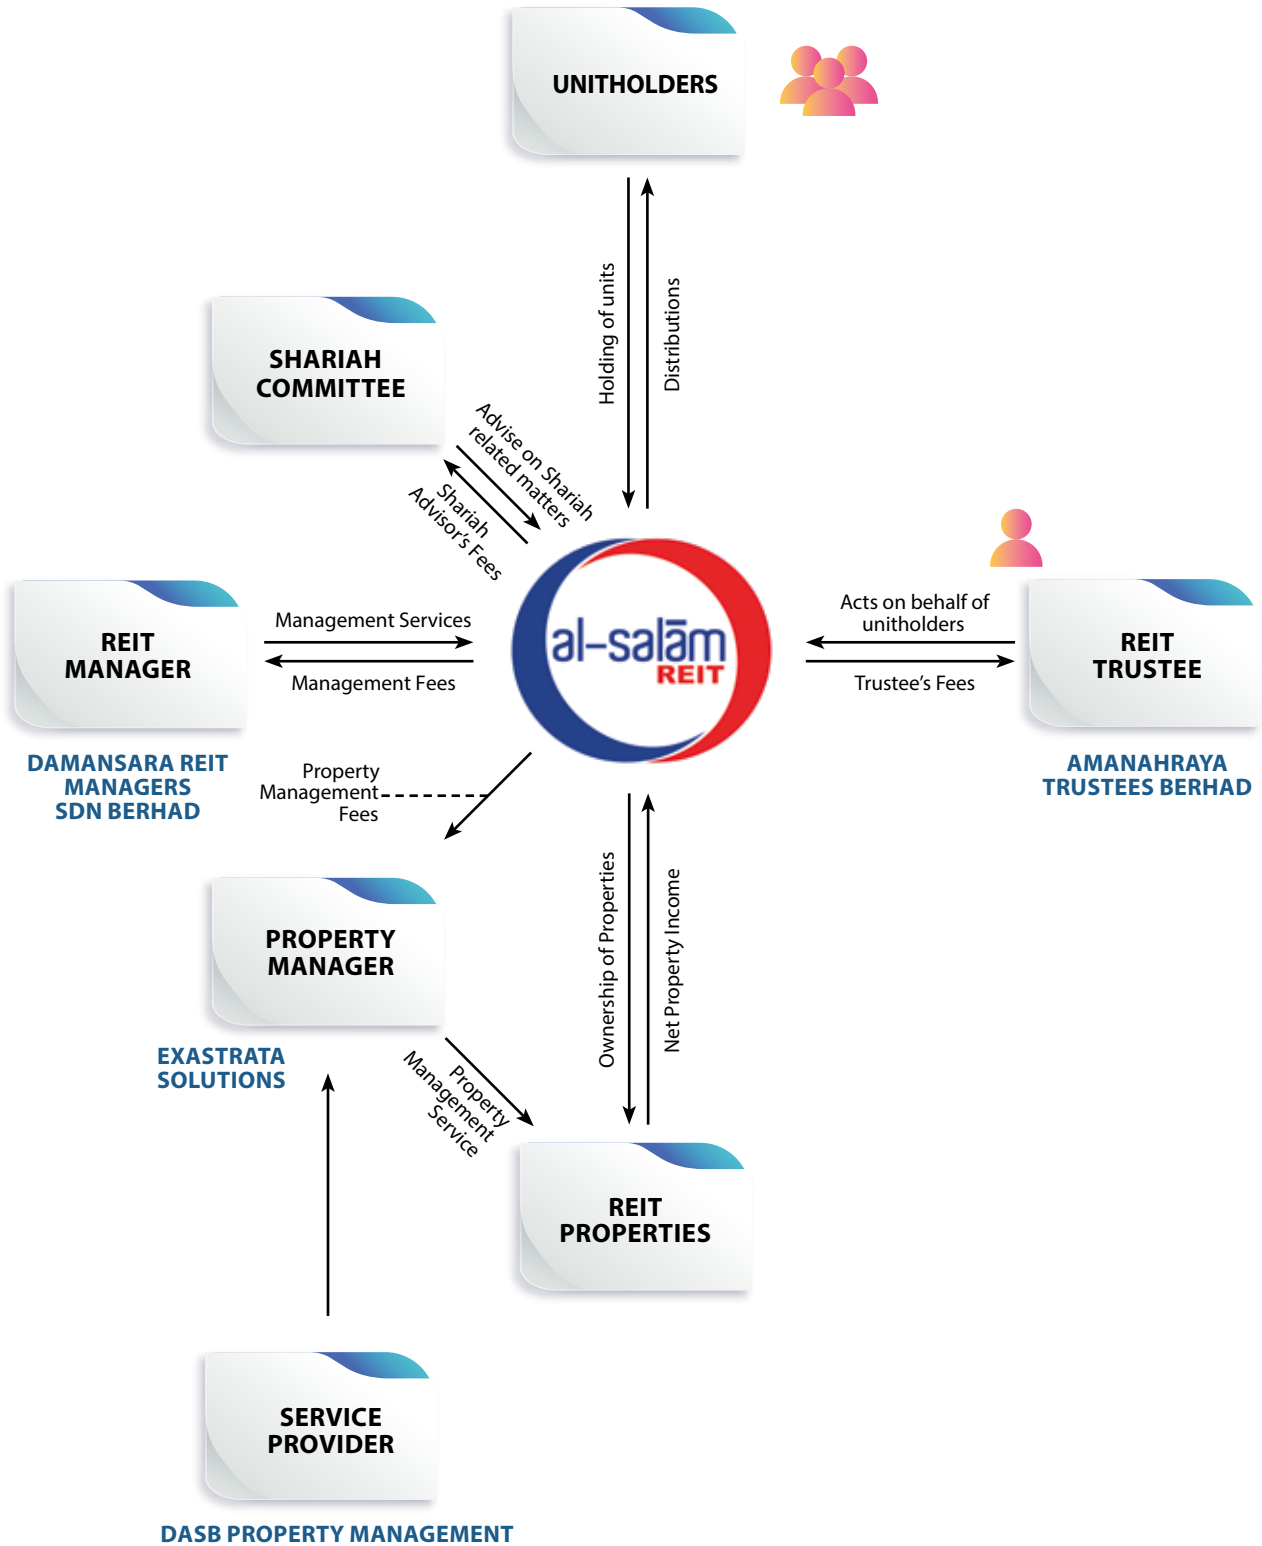 UNITHOLDERS
Holding of units
Distributions
SHARIAH
COMMITTEE
Advise on Shariah
related matters
Shariah
Advisor's Fees
al-salām
REIT
REIT
MANAGER
Management Services
Management Fees
DAMANSARA REIT
MANAGERS
SDN BERHAD
Acts on behalf of
unitholders
Trustee's Fees
REIT
TRUSTEE
AMANAHRAYA
TRUSTEES BERHAD
Property
Management
Fees
PROPERTY
MANAGER
EXASTRATA
SOLUTIONS
Property
Management
Service
Ownership of Properties
Net Property Income
REIT
PROPERTIES
SERVICE
PROVIDER
DASB PROPERTY MANAGEMENT